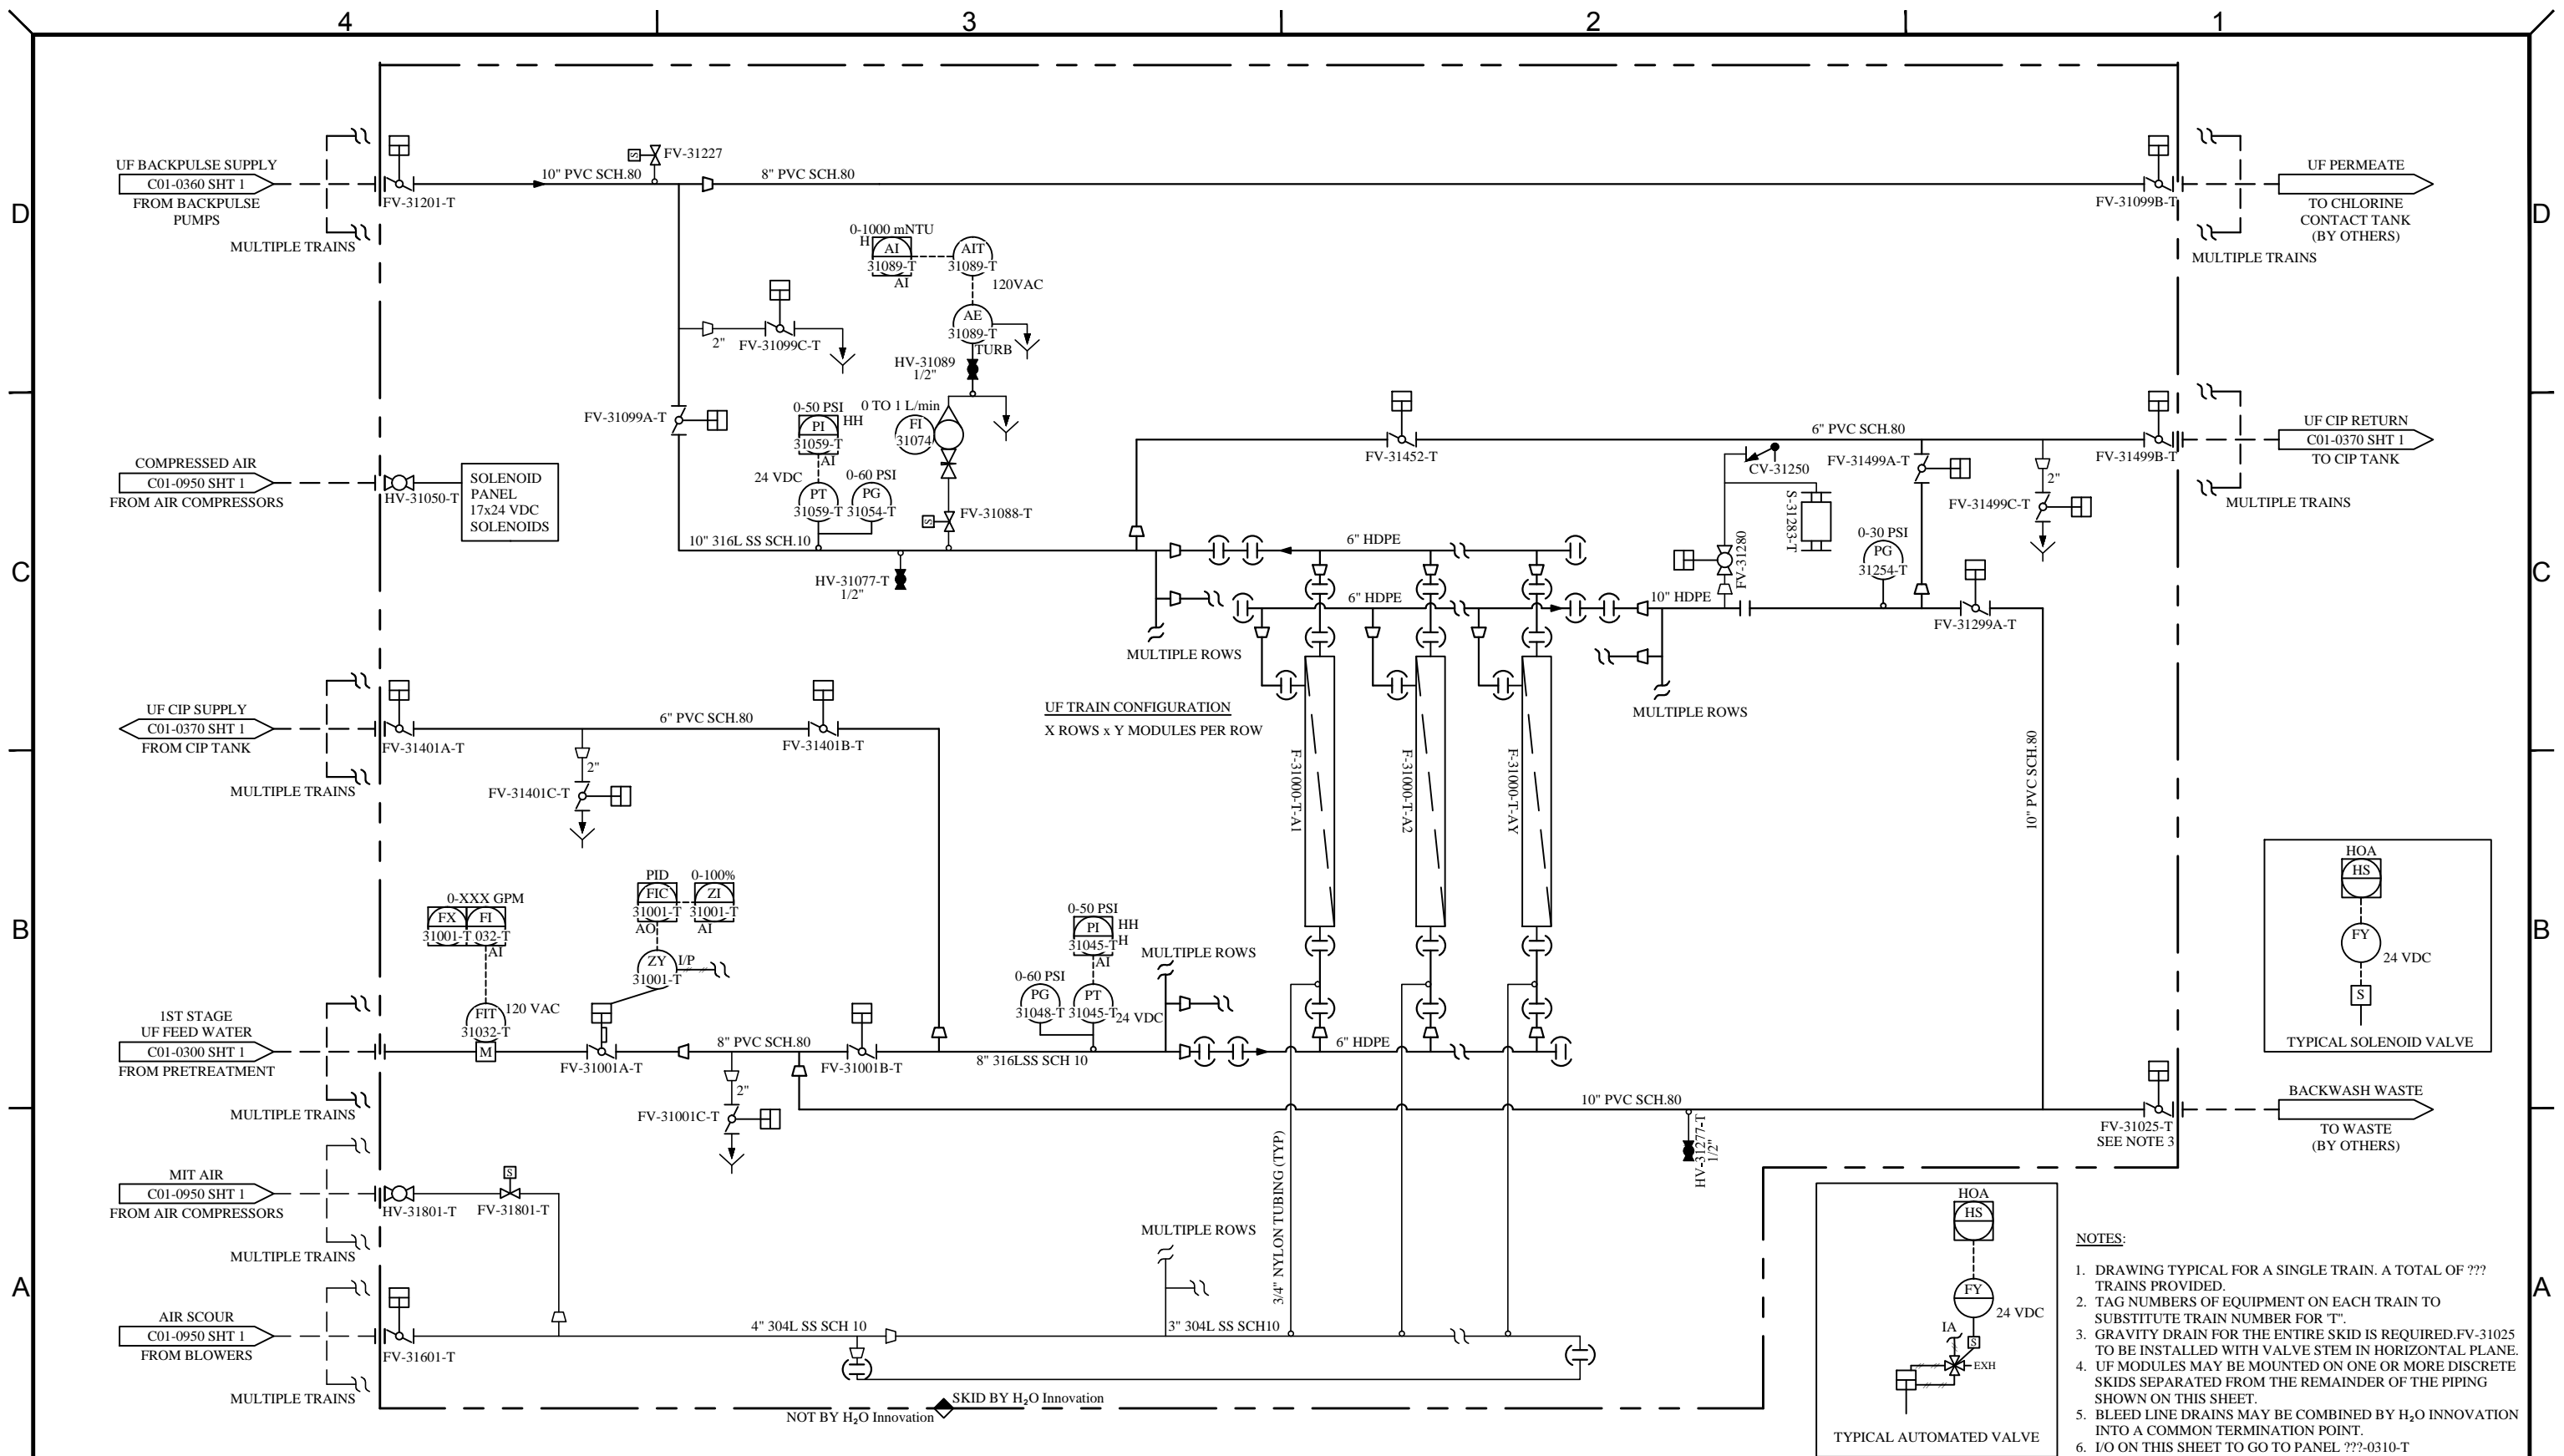 4
3
2
1
D
C
B
A
D
C
B
A
UF BACKPULSE SUPPLY
C01-0360 SHT 1
FROM BACKPULSE
PUMPS
MULTIPLE TRAINS
FV-31201-T
10" PVC SCH.80
S
FV-31227
8" PVC SCH.80
FV-31099B-T
UF PERMEATE
TO CHLORINE
CONTACT TANK
(BY OTHERS)
MULTIPLE TRAINS
0-1000 mNTU
H
AI
31089-T
AI
AIT
31089-T
120VAC
AE
31089-T
TURB
HV-31089
1/2"
2"
FV-31099C-T
FV-31099A-T
0-50 PSI
PI
HH
31059-T
AI
24 VDC
PT
31059-T
0-60 PSI
PG
31054-T
0 TO 1 L/min
FI
31074
S
FV-31088-T
10" 316L SS SCH.10
HV-31077-T
1/2"
COMPRESSED AIR
C01-0950 SHT 1
FROM AIR COMPRESSORS
HV-31050-T
SOLENOID
PANEL
17x24 VDC
SOLENOIDS
FV-31452-T
6" PVC SCH.80
CV-31250
FV-31499A-T
FV-31499B-T
2"
FV-31499C-T
UF CIP RETURN
C01-0370 SHT 1
TO CIP TANK
MULTIPLE TRAINS
S-31283-T
FV-31280
0-30 PSI
PG
31254-T
FV-31299A-T
6" HDPE
6" HDPE
10" HDPE
MULTIPLE ROWS
MULTIPLE ROWS
10" PVC SCH.80
UF CIP SUPPLY
C01-0370 SHT 1
FROM CIP TANK
MULTIPLE TRAINS
FV-31401A-T
6" PVC SCH.80
FV-31401B-T
2"
FV-31401C-T
UF TRAIN CONFIGURATION
X ROWS x Y MODULES PER ROW
F-31000-T-A1
F-31000-T-A2
F-31000-T-AY
0-XXX GPM
FX
31001-T
FI
032-T
AI
FIT
31032-T
120 VAC
M
PID
FIC
31001-T
AO
0-100%
ZI
31001-T
AI
ZY
31001-T
I/P
FV-31001A-T
8" PVC SCH.80
FV-31001B-T
2"
FV-31001C-T
0-50 PSI
PI
HH
31045-T
H
AI
0-60 PSI
PG
31048-T
PT
31045-T
24 VDC
8" 316LSS SCH 10
MULTIPLE ROWS
6" HDPE
1ST STAGE
UF FEED WATER
C01-0300 SHT 1
FROM PRETREATMENT
MULTIPLE TRAINS
10" PVC SCH.80
HV-31277-T
1/2"
FV-31025-T
SEE NOTE 3
BACKWASH WASTE
TO WASTE
(BY OTHERS)
HOA
HS
FY
24 VDC
S
TYPICAL SOLENOID VALVE
MIT AIR
C01-0950 SHT 1
FROM AIR COMPRESSORS
MULTIPLE TRAINS
HV-31801-T
S
FV-31801-T
AIR SCOUR
C01-0950 SHT 1
FROM BLOWERS
MULTIPLE TRAINS
FV-31601-T
4" 304L SS SCH 10
MULTIPLE ROWS
3" 304L SS SCH10
3/4" NYLON TUBING (TYP)
SKID BY H₂O Innovation
NOT BY H₂O Innovation
HOA
HS
FY
24 VDC
IA
S
EXH
TYPICAL AUTOMATED VALVE
NOTES:
1. DRAWING TYPICAL FOR A SINGLE TRAIN. A TOTAL OF ???
TRAINS PROVIDED.
2. TAG NUMBERS OF EQUIPMENT ON EACH TRAIN TO
SUBSTITUTE TRAIN NUMBER FOR 'T'.
3. GRAVITY DRAIN FOR THE ENTIRE SKID IS REQUIRED.FV-31025
TO BE INSTALLED WITH VALVE STEM IN HORIZONTAL PLANE.
4. UF MODULES MAY BE MOUNTED ON ONE OR MORE DISCRETE
SKIDS SEPARATED FROM THE REMAINDER OF THE PIPING
SHOWN ON THIS SHEET.
5. BLEED LINE DRAINS MAY BE COMBINED BY H₂O INNOVATION
INTO A COMMON TERMINATION POINT.
6. I/O ON THIS SHEET TO GO TO PANEL ???-0310-T